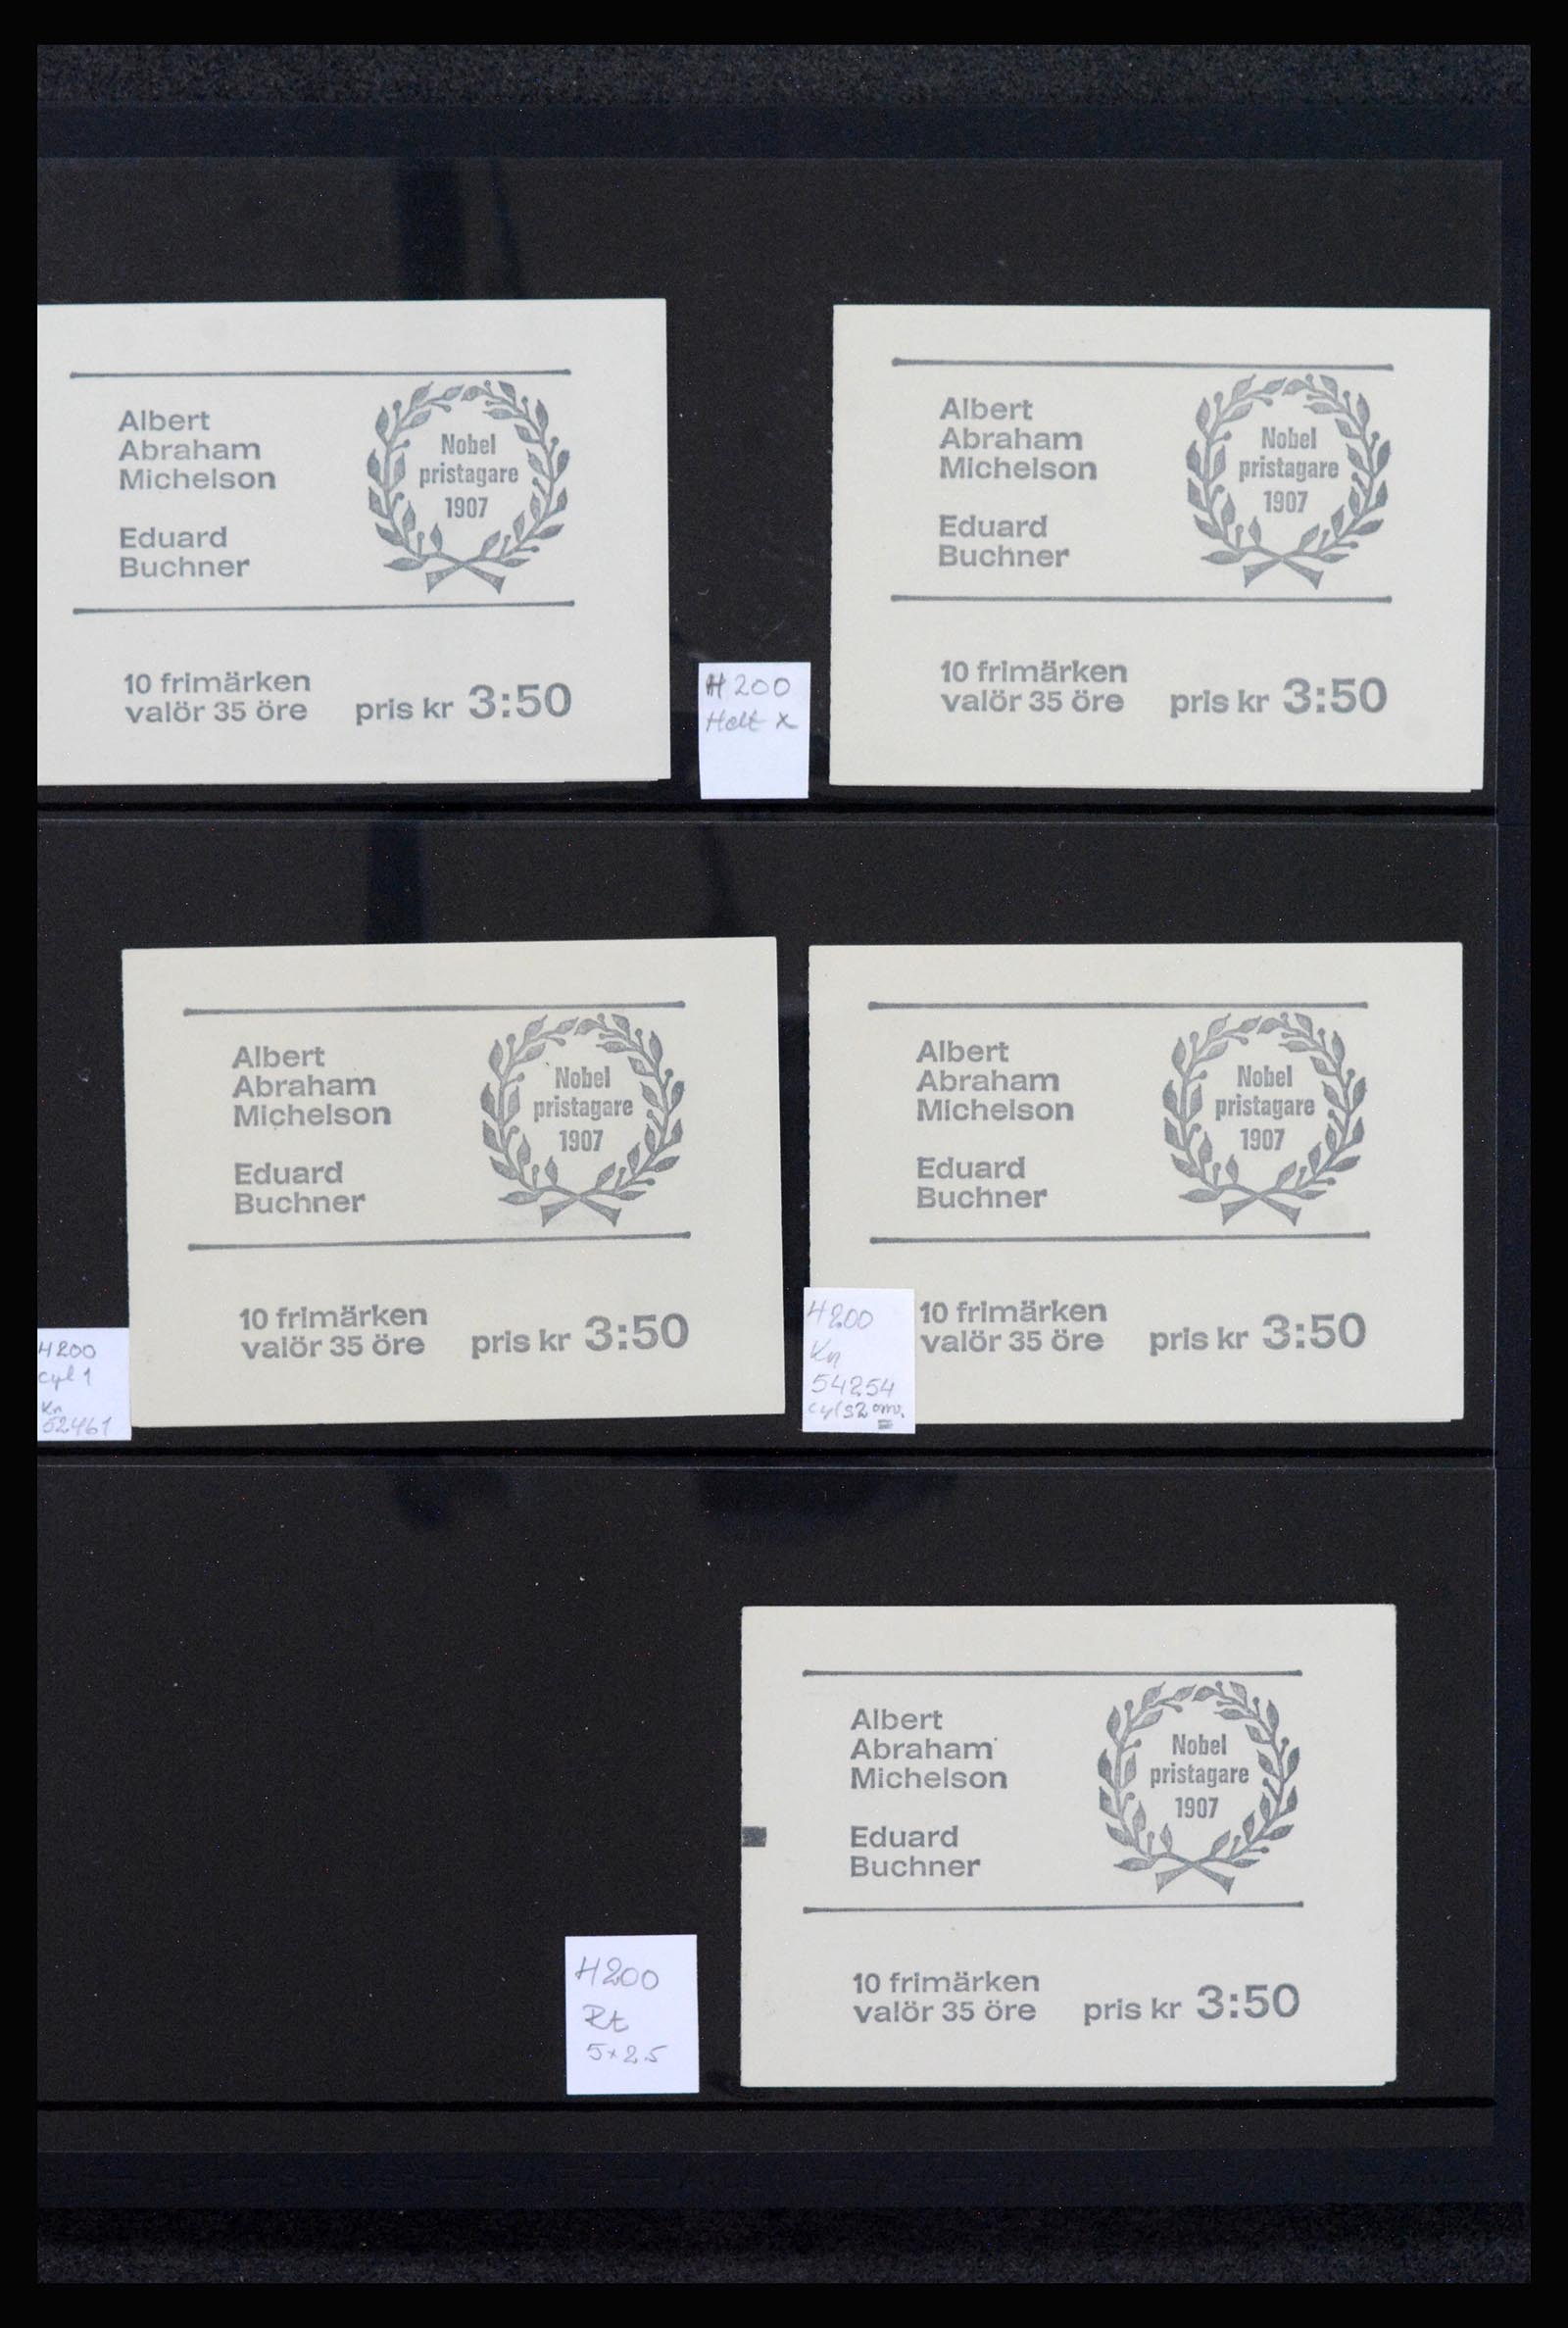 Albert
Abraham
Michelson
Eduard
Buchner
Nobel
pristagare
1907
10 frimärken
valör 35 öre
pris kr 3:50
H200
Helt x
Albert
Abraham
Michelson
Eduard
Buchner
Nobel
pristagare
1907
10 frimärken
valör 35 öre
pris kr 3:50
H200
cyl 1
Kn
52461
Albert
Abraham
Michelson
Eduard
Buchner
Nobel
pristagare
1907
10 frimärken
valör 35 öre
pris kr 3:50
H200
Kn
54254
cyls2 omv.
Albert
Abraham
Michelson
Eduard
Buchner
Nobel
pristagare
1907
10 frimärken
valör 35 öre
pris kr 3:50
H200
Rt
5x25
Albert
Abraham
Michelson
Eduard
Buchner
Nobel
pristagare
1907
10 frimärken
valör 35 öre
pris kr 3:50